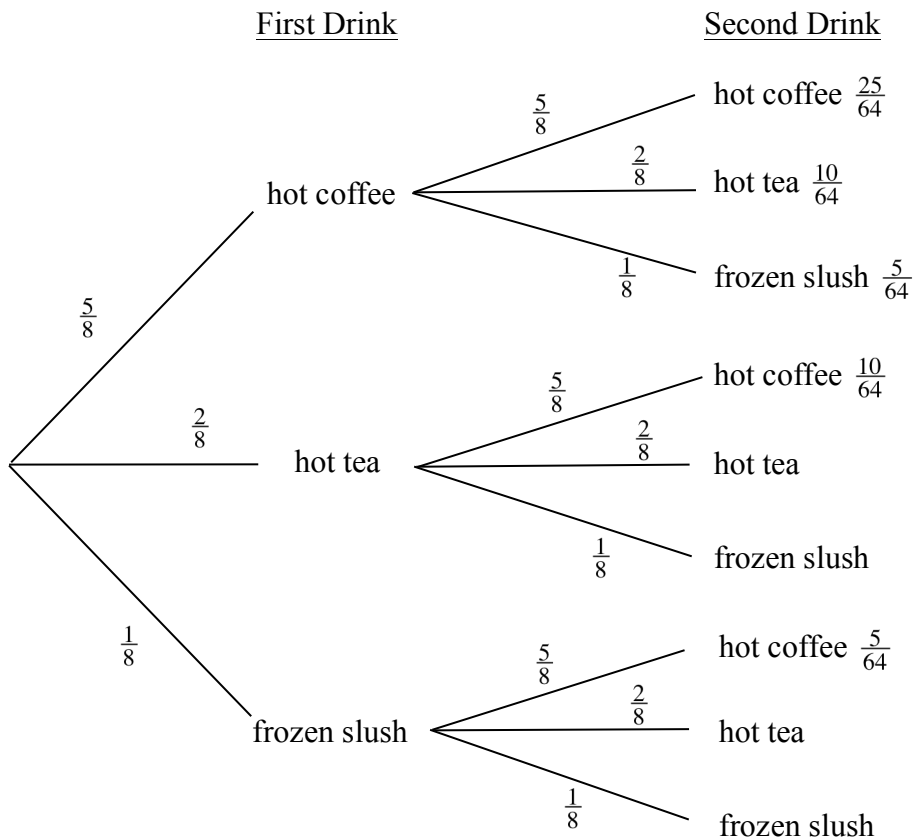 First Drink
Second Drink
hot coffee 25/64
5/8
2/8
hot tea 10/64
hot coffee
1/8
frozen slush 5/64
5/8
hot coffee 10/64
5/8
2/8
2/8
hot tea
hot tea
1/8
frozen slush
1/8
hot coffee 5/64
5/8
2/8
frozen slush
hot tea
1/8
frozen slush